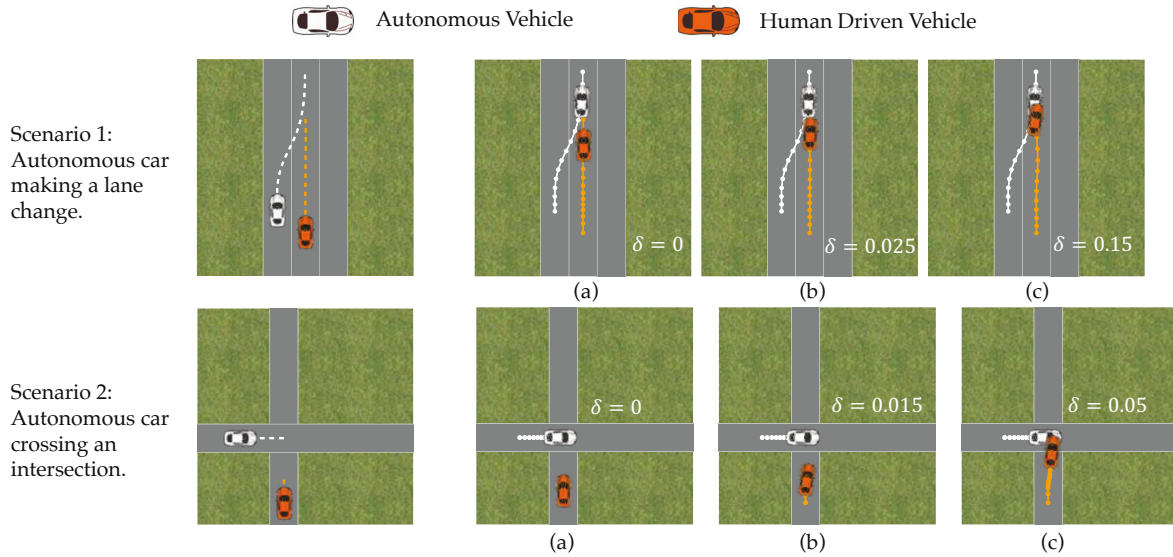 Autonomous Vehicle
Human Driven Vehicle
Scenario 1:
Autonomous car
making a lane
change.
δ = 0
δ = 0.025
δ = 0.15
(a)
(b)
(c)
Scenario 2:
Autonomous car
crossing an
intersection.
δ = 0
δ = 0.015
δ = 0.05
(a)
(b)
(c)